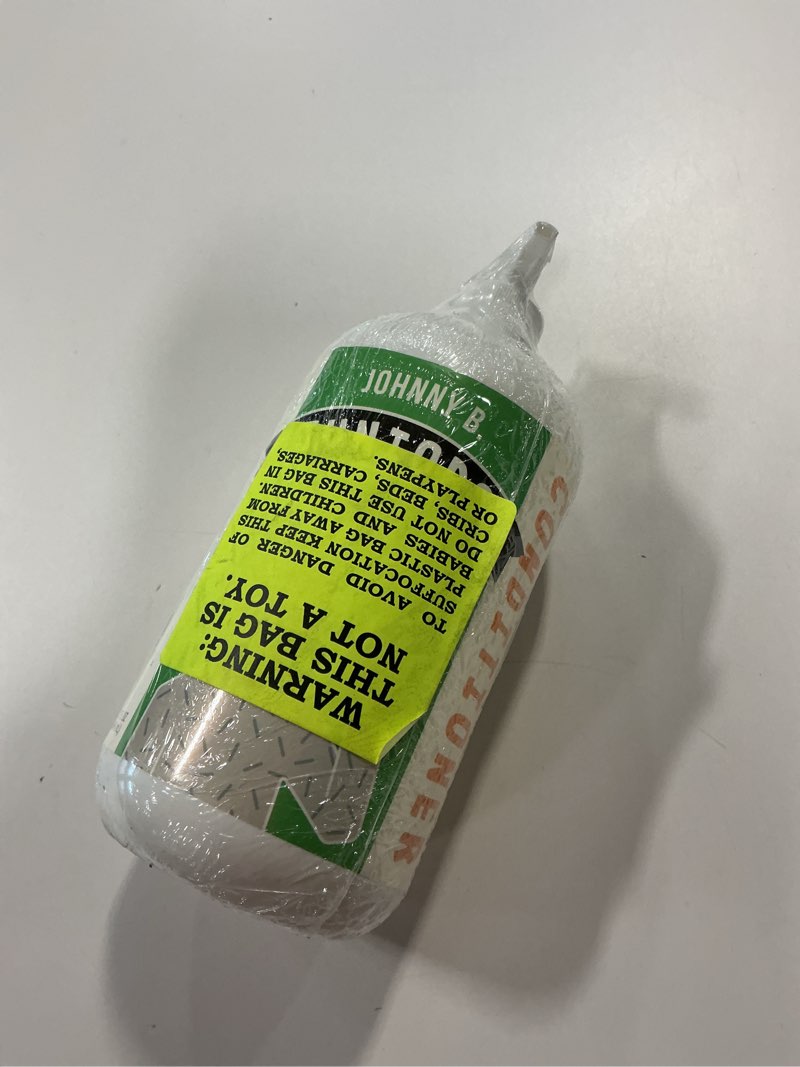 JOHNNY B.
WARNING:
THIS BAG IS
NOT A TOY.
TO AVOID DANGER OF
SUFFOCATION KEEP THIS
PLASTIC BAG AWAY FROM
BABIES AND CHILDREN.
DO NOT USE THIS BAG IN
CRIBS, BEDS, CARRIAGES,
OR PLAYPENS.
CONDITIONER